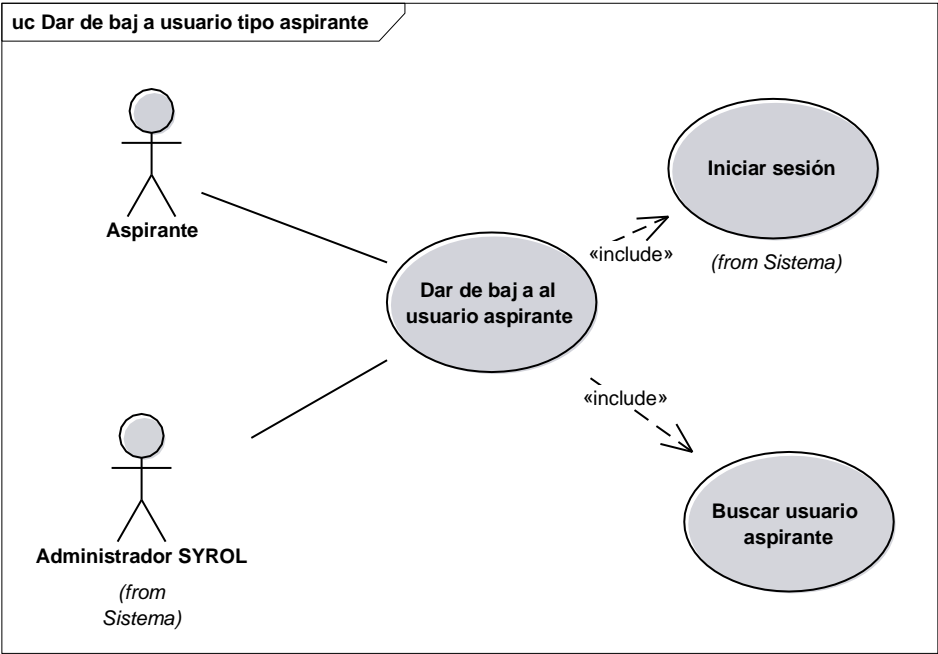 uc Dar de baj a usuario tipo aspirante
Aspirante
Iniciar sesión
(from Sistema)
«include»
Dar de baj a al
usuario aspirante
«include»
Administrador SYROL
(from
Sistema)
Buscar usuario
aspirante